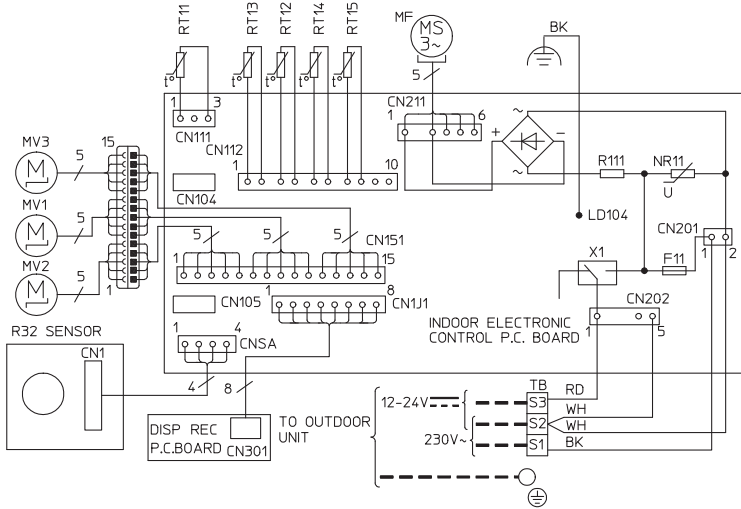 RT11
RT13
RT12
RT14
RT15
t°
t°
t°
t°
t°
MF
MS
3~
5
BK
CN211
1
6
~
+
−
~
1
3
CN111
CN112
1
10
CN104
MV3
M
5
15
MV1
M
5
MV2
M
5
1
R111
NR11
U
LD104
CN201
1
2
X1
F11
CN202
1
5
5
5
5
CN151
1
15
CN105
1
8
CN1J1
INDOOR ELECTRONIC
CONTROL P.C. BOARD
R32 SENSOR
CN1
1
4
CNSA
4
8
DISP REC
P.C.BOARD
CN301
TO OUTDOOR
UNIT
12-24V
230V~
TB
S3
S2
S1
RD
WH
WH
BK